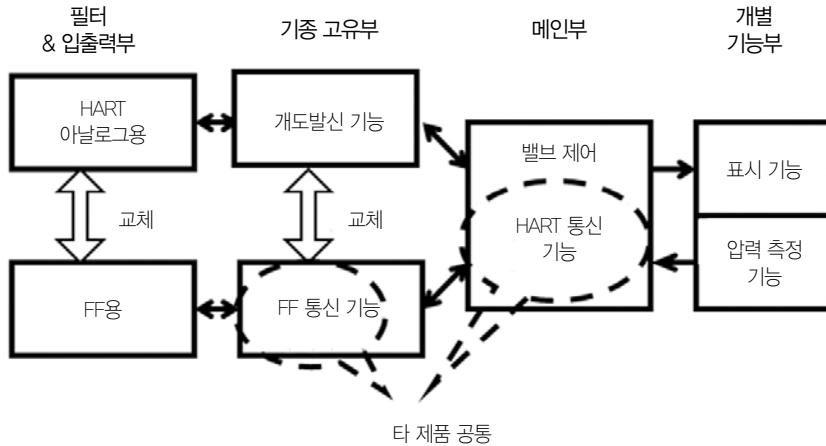 필터
& 입출력부
기종 고유부
메인부
개별
기능부
HART
아날로그용
개도발신 기능
밸브 제어
표시 기능
교체
교체
HART 통신
기능
압력 측정
기능
FF용
FF 통신 기능
타 제품 공통